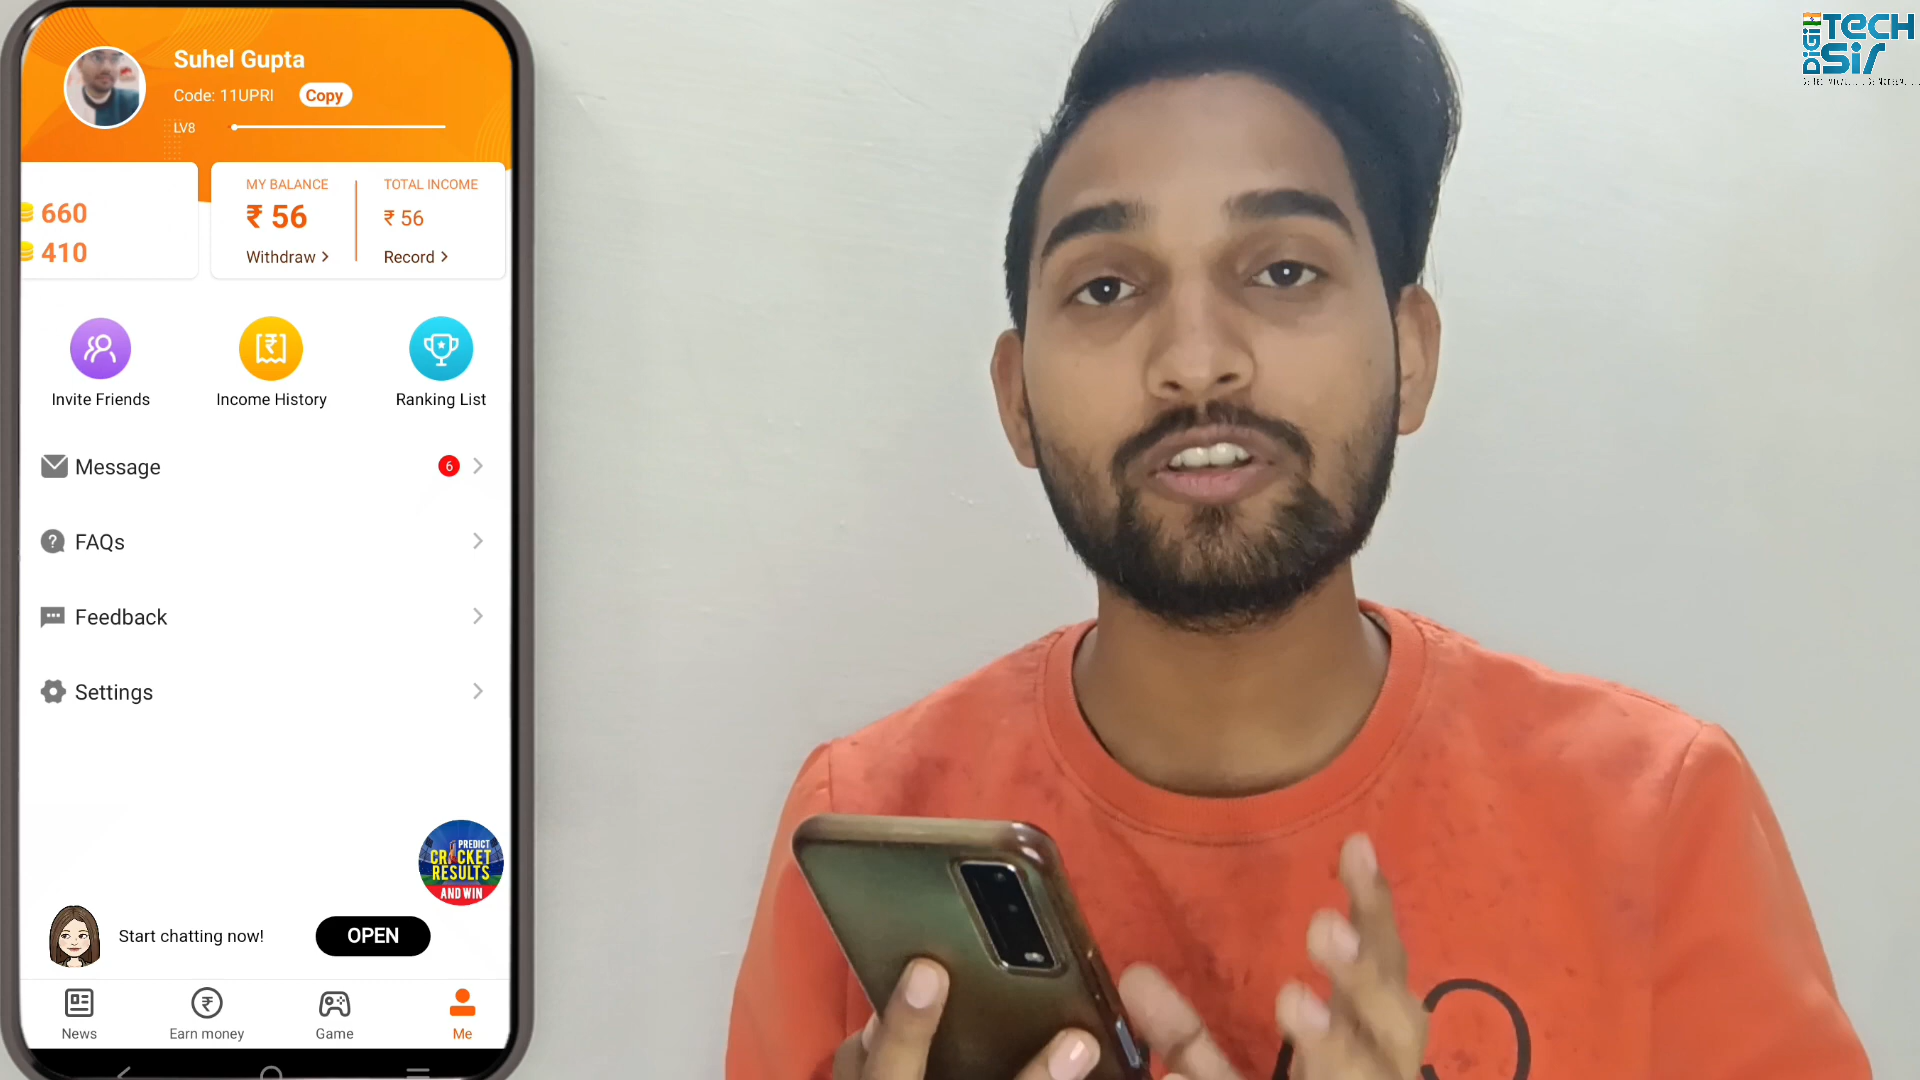 Suhel Gupta
Code: 11UPRI Copy
LV8
660
410
MY BALANCE
₹ 56
Withdraw >
TOTAL INCOME
₹ 56
Record >
Invite Friends
Income History
Ranking List
Message
6
FAQs
Feedback
Settings
PREDICT
CRICKET
RESULTS
AND WIN
Start chatting now!
OPEN
News
Earn money
Game
Me
DiGi TECH
SiR